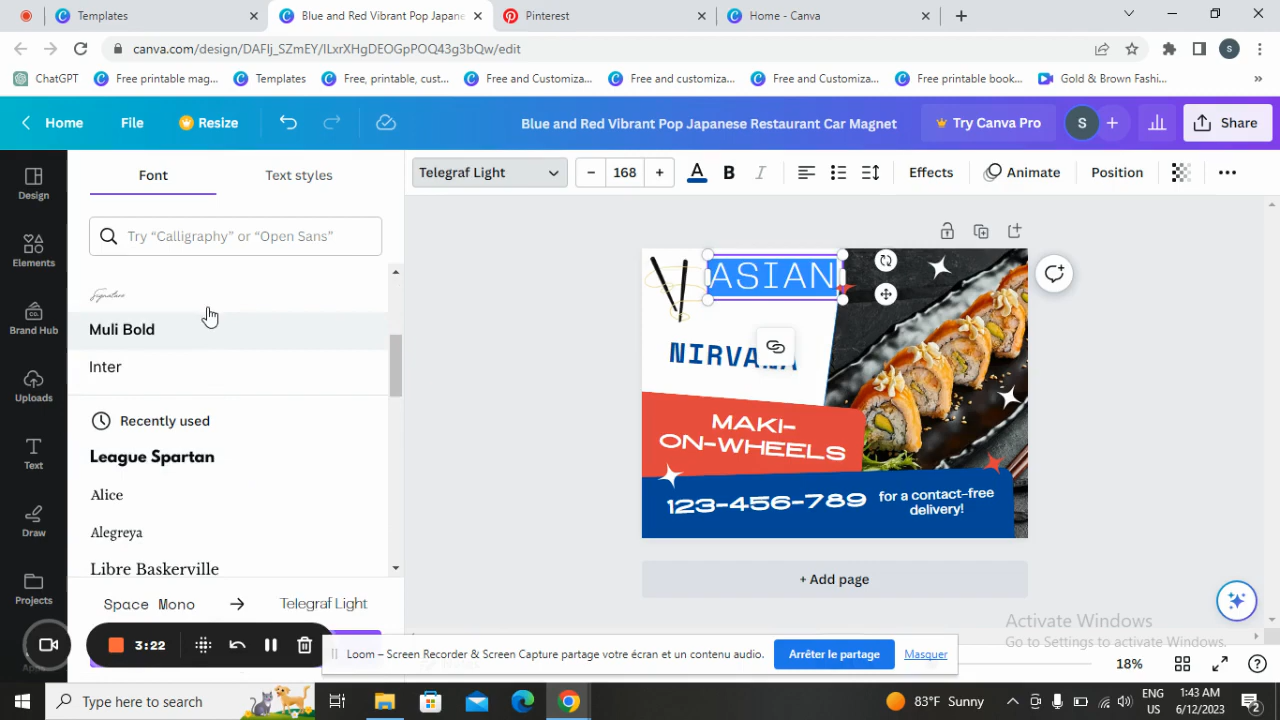 Templates
Blue and Red Vibrant Pop Japane
Pinterest
Home - Canva
canva.com/design/DAFlj_SZmEY/ILxrXHgDEOGpPOQ43g3bQw/edit
S
ChatGPT
Free printable mag...
Templates
Free, printable, cust...
Free and Customiza...
Free and customiza...
Free and Customiza...
Free printable book...
Gold & Brown Fashi...
Home
File
Resize
Blue and Red Vibrant Pop Japanese Restaurant Car Magnet
Try Canva Pro
S
Share
Design
Elements
Brand Hub
Uploads
Text
Draw
Projects
Font
Text styles
Try “Calligraphy” or “Open Sans”
Signature
Muli Bold
Inter
Recently used
League Spartan
Alice
Alegreya
Libre Baskerville
Space Mono
Telegraf Light
Telegraf Light
168
A
B
I
Effects
Animate
Position
ASIAN
NIRVANA
MAKI-
ON-WHEELS
123-456-789
for a contact-free
delivery!
+ Add page
3:22
Loom – Screen Recorder & Screen Capture partage votre écran et un contenu audio.
Arrêter le partage
Masquer
Activate Windows
Go to Settings to activate Windows.
18%
Type here to search
83°F Sunny
ENG
US
1:43 AM
6/12/2023
2